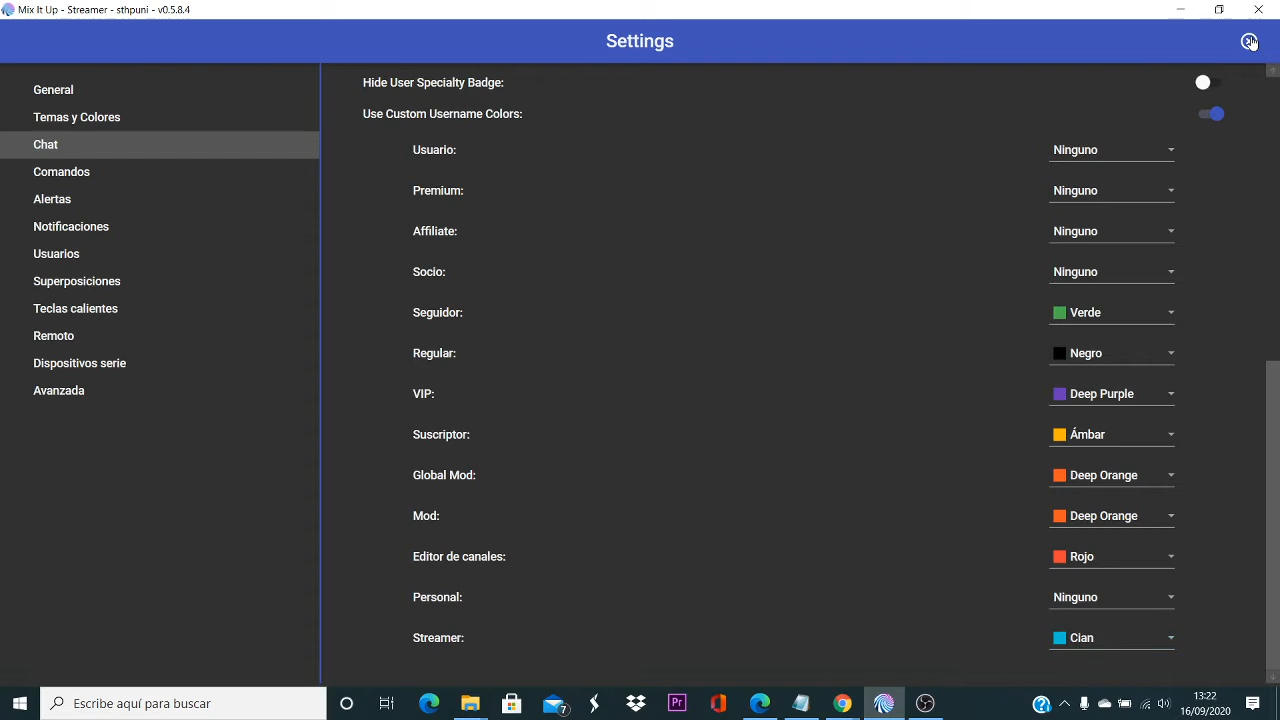 Mix It Up - Streamer - sthpuni - v0.5.8.4
Settings
General
Temas y Colores
Chat
Comandos
Alertas
Notificaciones
Usuarios
Superposiciones
Teclas calientes
Remoto
Dispositivos serie
Avanzada
Hide User Specialty Badge:
Use Custom Username Colors:
Usuario: Ninguno
Premium: Ninguno
Affiliate: Ninguno
Socio: Ninguno
Seguidor: Verde
Regular: Negro
VIP: Deep Purple
Suscriptor: Ámbar
Global Mod: Deep Orange
Mod: Deep Orange
Editor de canales: Rojo
Personal: Ninguno
Streamer: Cian
Escribe aquí para buscar
7
Pr
13:22
16/09/2020